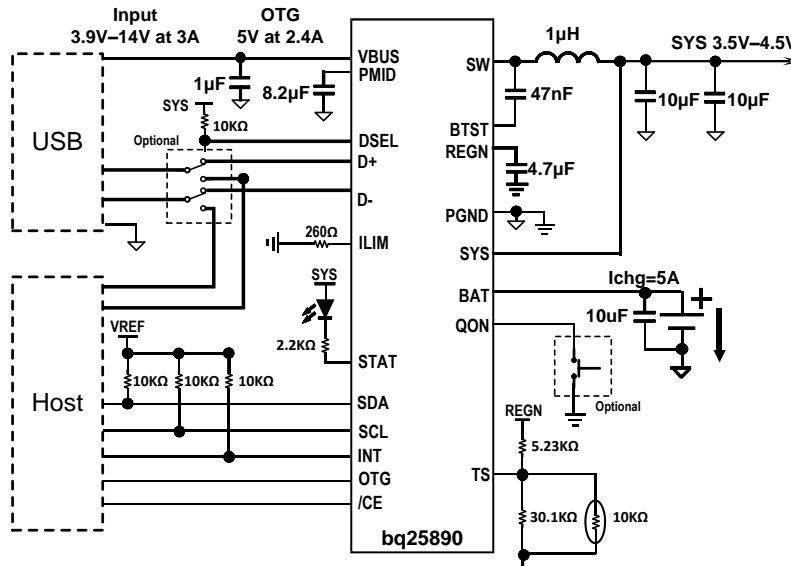 Input
3.9V–14V at 3A
OTG
5V at 2.4A
1µH
SYS 3.5V–4.5V
VBUS
PMID
SW
1µF
8.2µF
47nF
10µF
10µF
SYS
10KΩ
Optional
USB
DSEL
BTST
D+
REGN
4.7µF
D-
PGND
260Ω
ILIM
SYS
SYS
Ichg=5A
BAT
10uF
+
QON
VREF
2.2KΩ
STAT
10KΩ
10KΩ
10KΩ
Host
SDA
Optional
REGN
SCL
5.23KΩ
INT
TS
OTG
30.1KΩ
10KΩ
/CE
bq25890